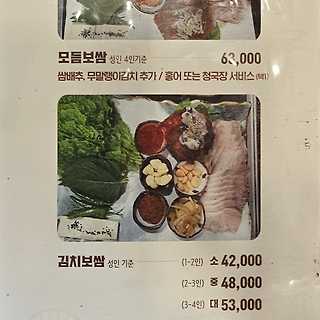 모듬보쌈 성인 4인기준 63,000
쌈배추, 무말랭이김치 추가 / 홍어 또는 청국장 서비스 (택1)
김치보쌈 성인 기준 (1-2인) 소 42,000
(2-3인) 중 48,000
(3-4인) 대 53,000